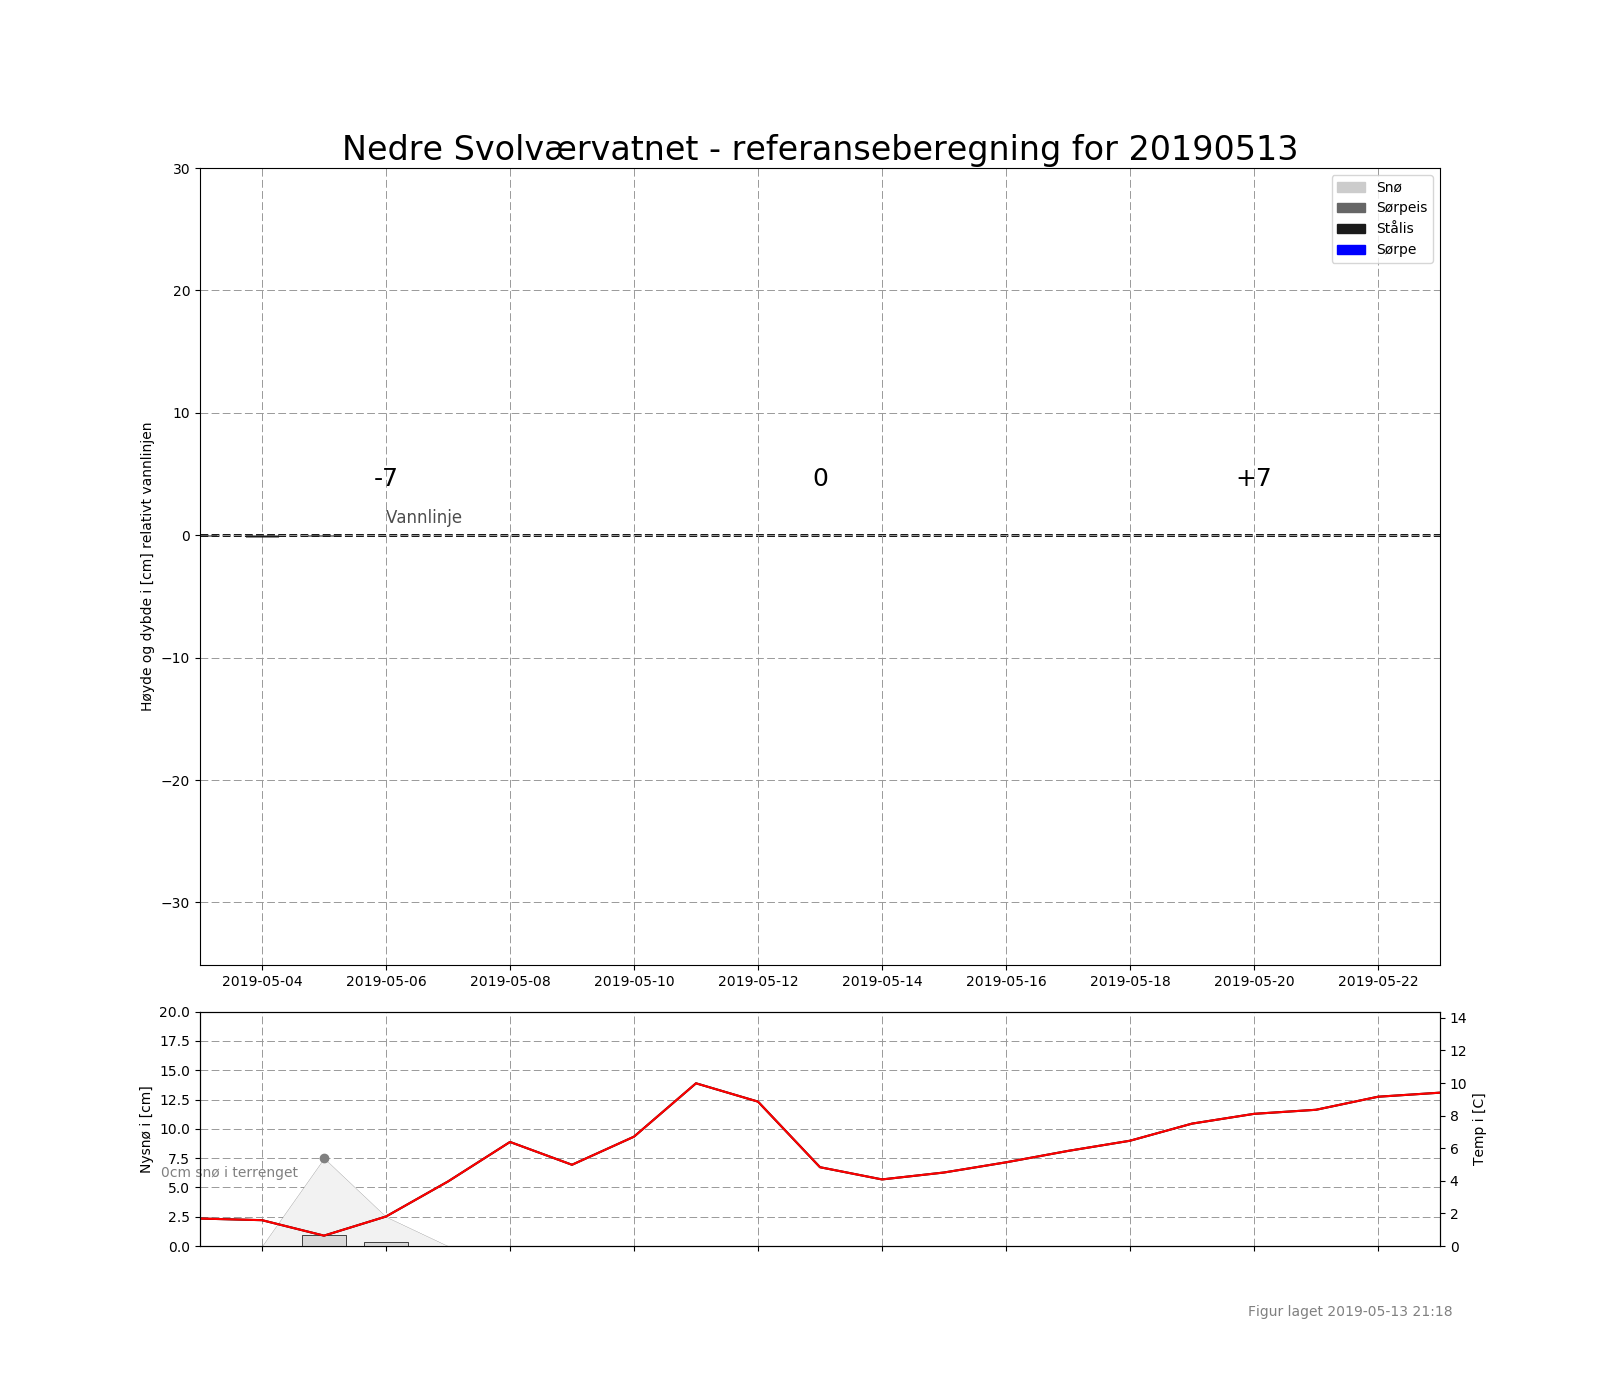 Nedre Svolværvatnet - referanseberegning for 20190513
Snø
Sørpeis
Stålis
Sørpe
30
20
10
0
−10
−20
−30
Høyde og dybde i [cm] relativt vannlinjen
-7
0
+7
Vannlinje
2019-05-04 2019-05-06 2019-05-08 2019-05-10 2019-05-12 2019-05-14 2019-05-16 2019-05-18 2019-05-20 2019-05-22
20.0
17.5
15.0
12.5
10.0
7.5
5.0
2.5
0.0
Nysnø i [cm]
0cm snø i terrenget
14
12
10
8
6
4
2
0
Temp i [C]
Figur laget 2019-05-13 21:18